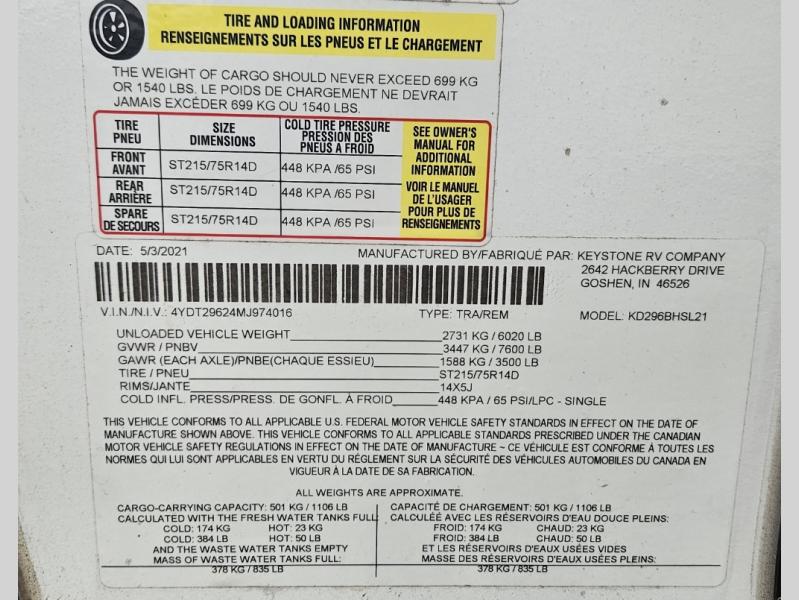 TIRE AND LOADING INFORMATION
RENSEIGNEMENTS SUR LES PNEUS ET LE CHARGEMENT
THE WEIGHT OF CARGO SHOULD NEVER EXCEED 699 KG
OR 1540 LBS. LE POIDS DE CHARGEMENT NE DEVRAIT
JAMAIS EXCÉDER 699 KG OU 1540 LBS.
TIRE
PNEU
SIZE
DIMENSIONS
COLD TIRE PRESSURE
PRESSION DES
PNEUS A FROID
SEE OWNER'S
MANUAL FOR
ADDITIONAL
INFORMATION
VOIR LE MANUEL
DE L'USAGER
POUR PLUS DE
RENSEIGNEMENTS
FRONT
AVANT
ST215/75R14D
448 KPA /65 PSI
REAR
ARRIÈRE
ST215/75R14D
448 KPA /65 PSI
SPARE
DE SECOURS
ST215/75R14D
448 KPA /65 PSI
DATE: 5/3/2021
MANUFACTURED BY/FABRIQUÉ PAR: KEYSTONE RV COMPANY
2642 HACKBERRY DRIVE
GOSHEN, IN 46526
V.I.N./N.I.V.: 4YDT29624MJ974016 TYPE: TRA/REM MODEL: KD296BHSL21
UNLOADED VEHICLE WEIGHT 2731 KG / 6020 LB
GVWR / PNBV 3447 KG / 7600 LB
GAWR (EACH AXLE)/PNBE(CHAQUE ESSIEU) 1588 KG / 3500 LB
TIRE / PNEU ST215/75R14D
RIMS/JANTE 14X5J
COLD INFL. PRESS/PRESS. DE GONFL. À FROID 448 KPA / 65 PSI/LPC - SINGLE
THIS VEHICLE CONFORMS TO ALL APPLICABLE U.S. FEDERAL MOTOR VEHICLE SAFETY STANDARDS IN EFFECT ON THE DATE OF
MANUFACTURE SHOWN ABOVE. THIS VEHICLE CONFORMS TO ALL APPLICABLE STANDARDS PRESCRIBED UNDER THE CANADIAN
MOTOR VEHICLE SAFETY REGULATIONS IN EFFECT ON THE DATE OF MANUFACTURE ~ CE VÉHICULE EST CONFORME À TOUTES LES
NORMES QUI LUI SONT APPLICABLES EN VERTU DU RÉGLEMENT SUR LA SÉCURITÉ DES VÉHICULES AUTOMOBILES DU CANADA EN
VIGUEUR À LA DATE DE SA FABRICATION.
ALL WEIGHTS ARE APPROXIMATE.
CARGO-CARRYING CAPACITY: 501 KG / 1106 LB
CALCULATED WITH THE FRESH WATER TANKS FULL:
COLD: 174 KG HOT: 23 KG
COLD: 384 LB HOT: 50 LB
AND THE WASTE WATER TANKS EMPTY
MASS OF WASTE WATER TANKS FULL:
378 KG / 835 LB
CAPACITÉ DE CHARGEMENT: 501 KG / 1106 LB
CALCULÉE AVEC LES RÉSERVOIRS D'EAU DOUCE PLEINS:
FROID: 174 KG CHAUD: 23 KG
FROID: 384 LB CHAUD: 50 LB
ET LES RÉSERVOIRS D'EAUX USÉES VIDES
MASSE DES RÉSERVOIRS D'EAUX USÉES PLEINS:
378 KG / 835 LB